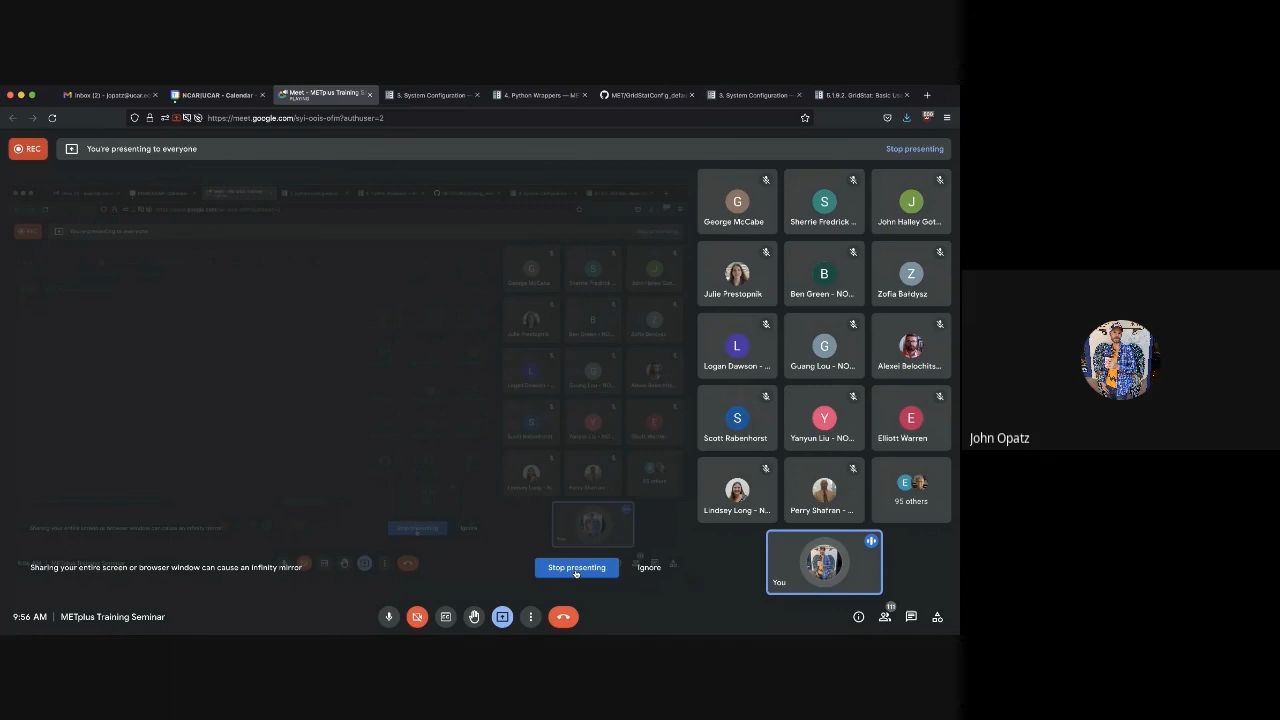 Inbox (2) - jopatz@ucar.ec
NCAR|UCAR - Calendar -
Meet - METplus Training S
PLAYING
3. System Configuration —
4. Python Wrappers — ME
MET/GridStatConfig_defau
3. System Configuration —
5.1.9.2. GridStat: Basic Us
https://meet.google.com/syi-oois-ofm?authuser=2
REC
You're presenting to everyone
Stop presenting
George McCabe
Sherrie Fredrick ...
John Halley Got...
Julie Prestopnik
Ben Green - NO...
Zofia Bałdysz
Logan Dawson - ...
Guang Lou - NO...
Alexei Belochits...
Scott Rabenhorst
Yanyun Liu - NO...
Elliott Warren
Lindsey Long - N...
Perry Shafran - ...
95 others
You
John Opatz
Sharing your entire screen or browser window can cause an infinity mirror
Stop presenting
Ignore
9:56 AM | METplus Training Seminar
111